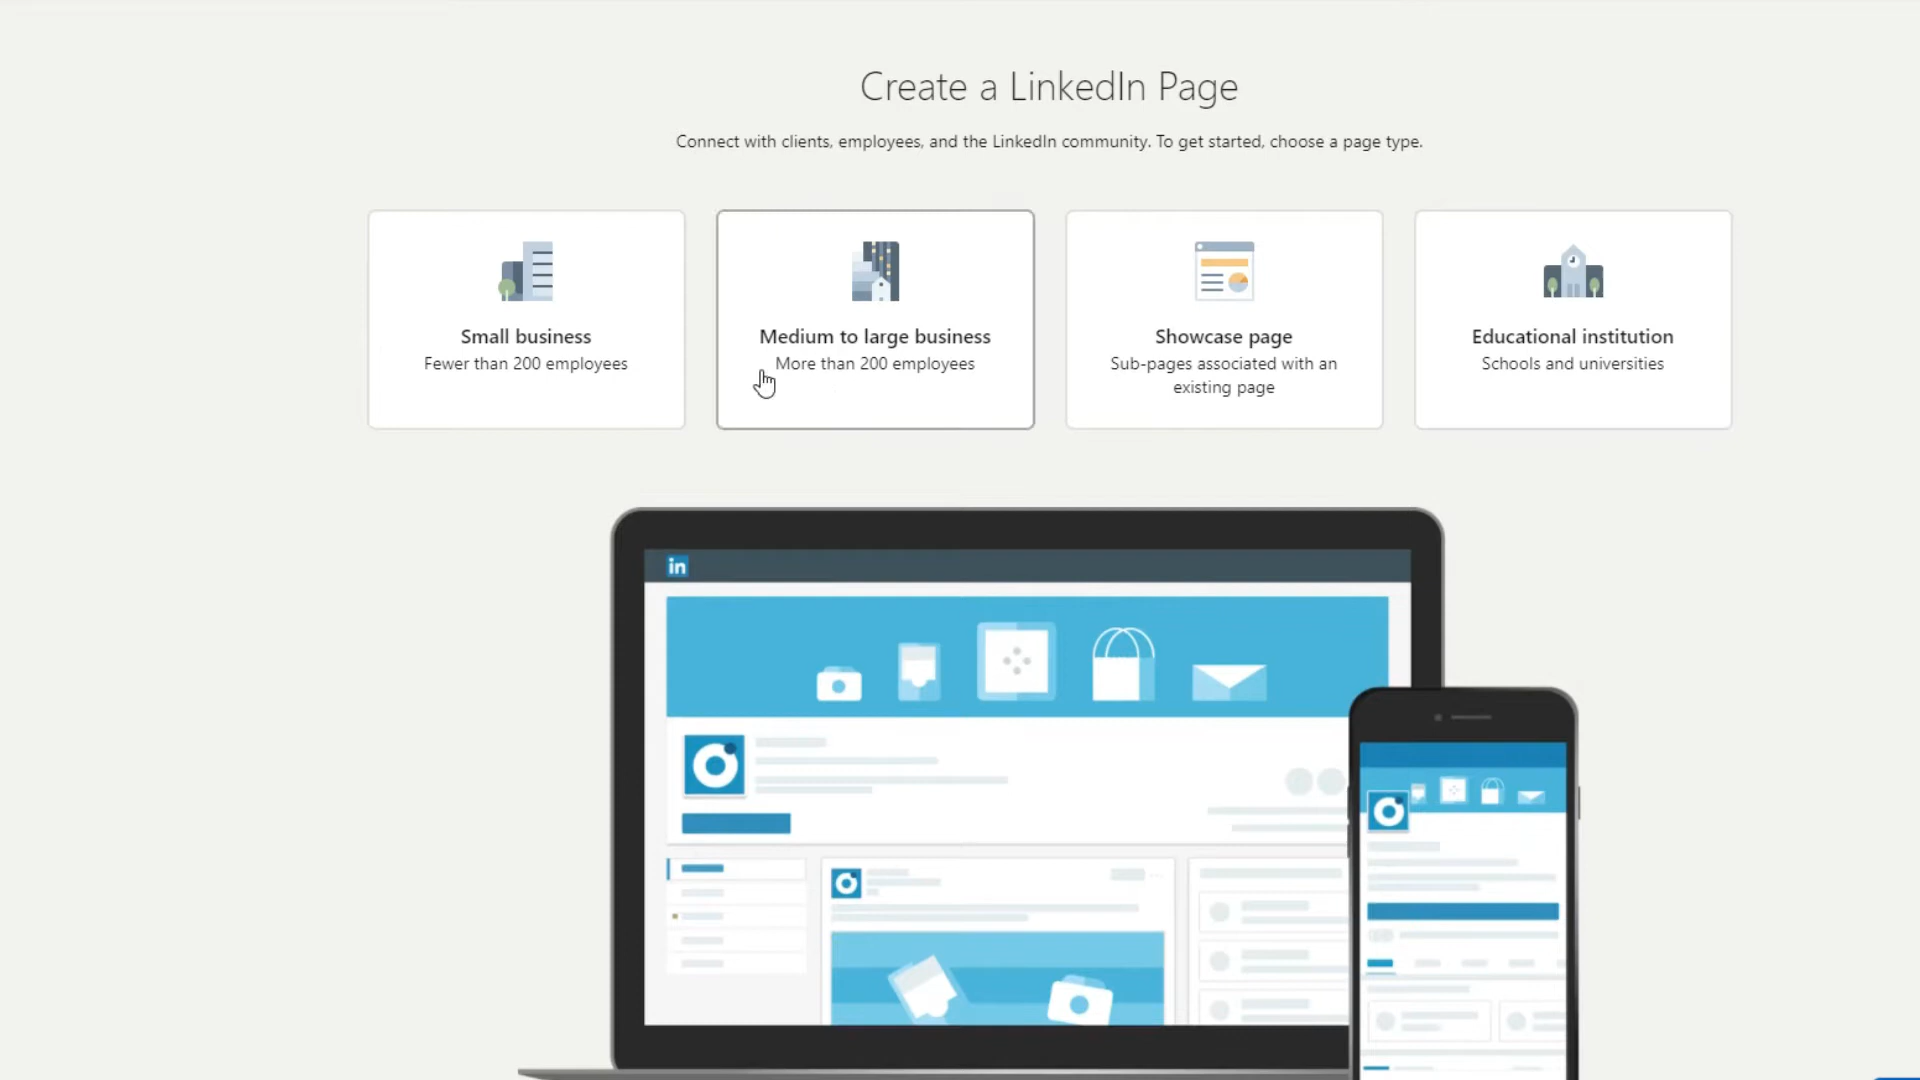 Create a LinkedIn Page
Connect with clients, employees, and the LinkedIn community. To get started, choose a page type.
Small business
Fewer than 200 employees
Medium to large business
More than 200 employees
Showcase page
Sub-pages associated with an
existing page
Educational institution
Schools and universities
in